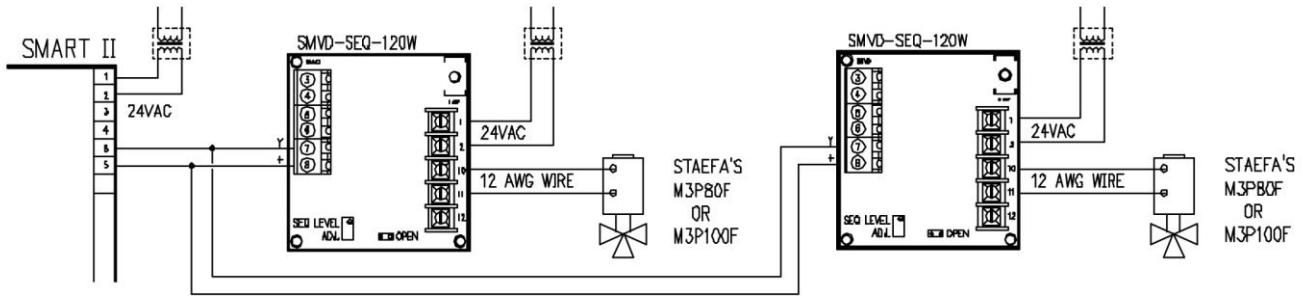 SMART II
1
2
3
4
6
5
24VAC
SMVD-SEQ-120W
3
4
5
6
7
8
Y
+
1
2
10
11
12
SEQ LEVEL
ADJ.
OPEN
24VAC
12 AWG WIRE
STAEFA'S
M3P80F
OR
M3P100F
SMVD-SEQ-120W
3
4
5
6
7
8
Y
+
1
2
10
11
12
SEQ LEVEL
ADJ.
OPEN
24VAC
12 AWG WIRE
STAEFA'S
M3P80F
OR
M3P100F